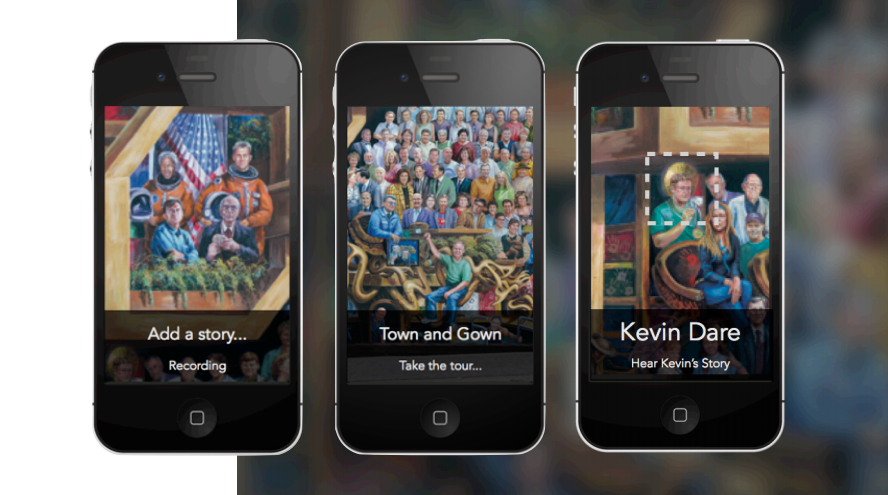 Add a story...
Recording
Town and Gown
Take the tour...
Kevin Dare
Hear Kevin's Story